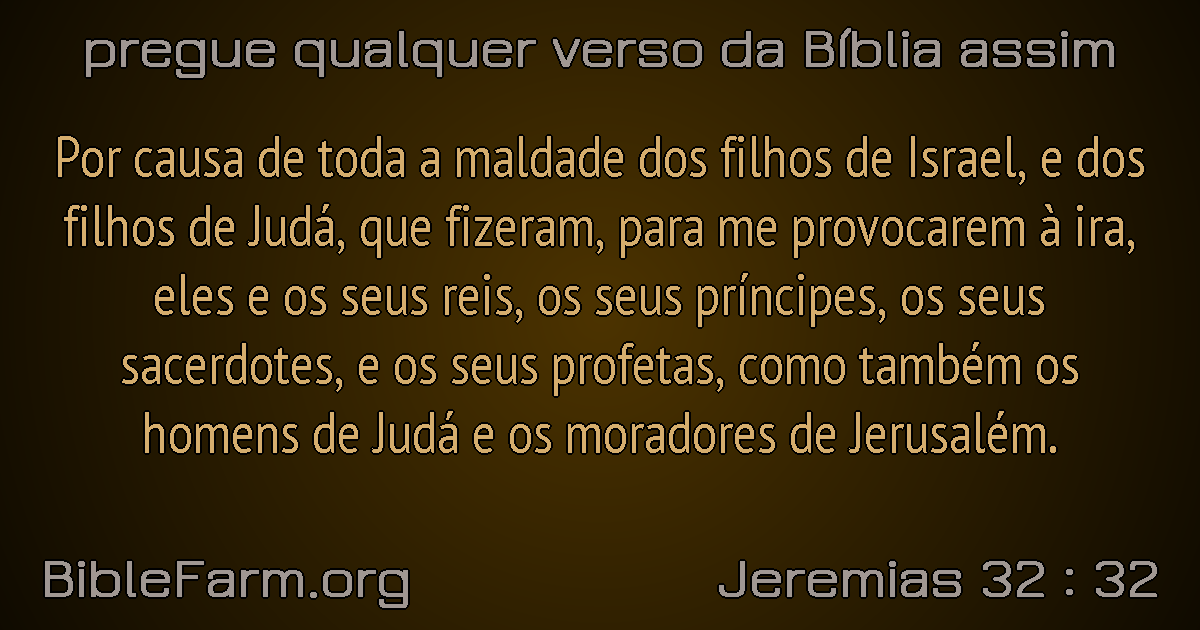 pregue qualquer verso da Bíblia assim
Por causa de toda a maldade dos filhos de Israel, e dos
filhos de Judá, que fizeram, para me provocarem à ira,
eles e os seus reis, os seus príncipes, os seus
sacerdotes, e os seus profetas, como também os
homens de Judá e os moradores de Jerusalém.
BibleFarm.org
Jeremias 32 : 32